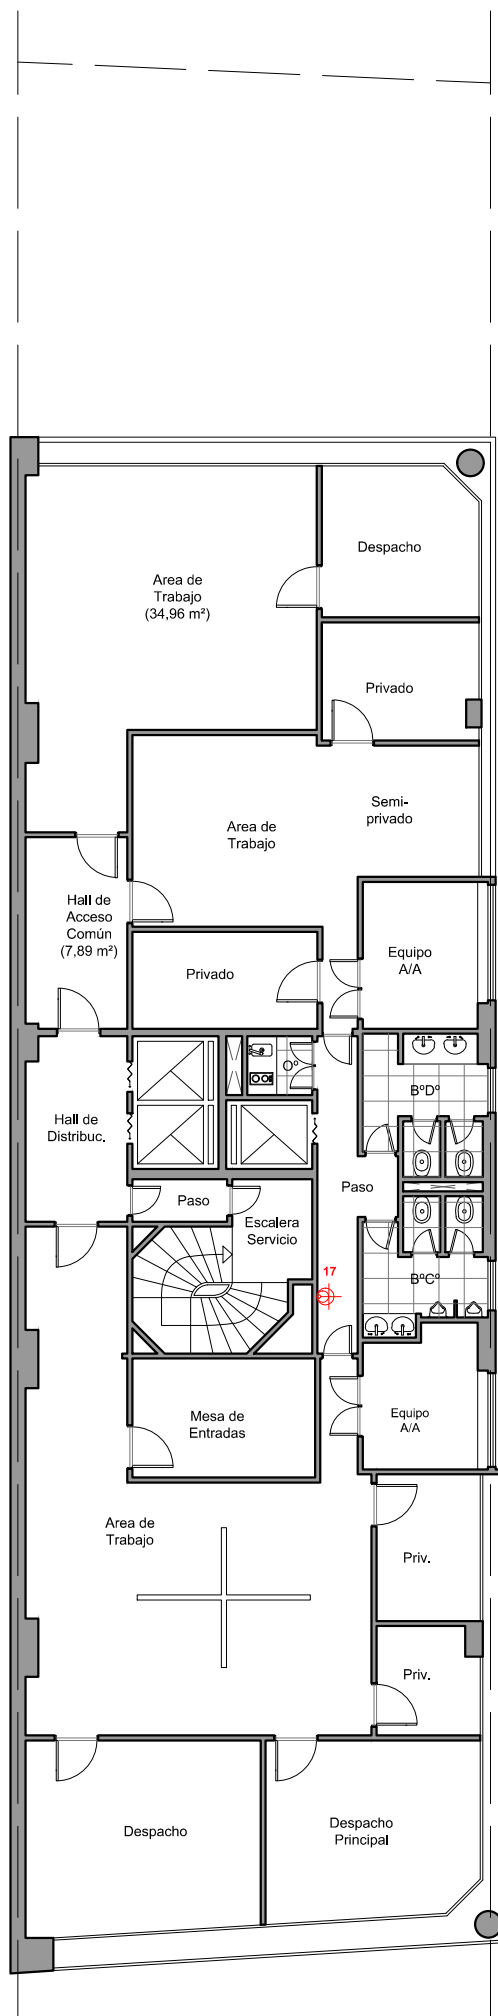 Despacho
Area de
Trabajo
(34,96 m²)
Privado
Semi-
privado
Area de
Trabajo
Hall de
Acceso
Común
(7,89 m²)
Equipo
A/A
Privado
Oº
BºDº
Hall de
Distribuc.
Paso
Paso
Escalera
Servicio
17
BºCº
Mesa de
Entradas
Equipo
A/A
Area de
Trabajo
Priv.
Priv.
Despacho
Despacho
Principal